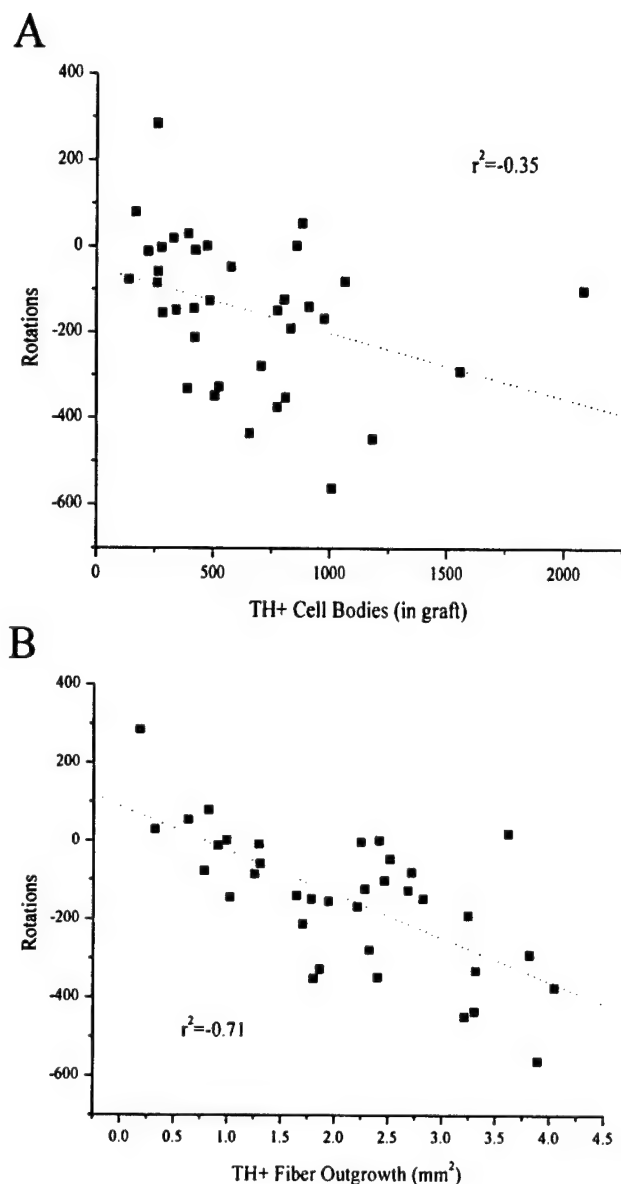 A
400
200
0
-200
-400
-600
Rotations
r²=-0.35
0 500 1000 1500 2000
TH+ Cell Bodies (in graft)
B
400
200
0
-200
-400
-600
Rotations
r²=-0.71
0.0 0.5 1.0 1.5 2.0 2.5 3.0 3.5 4.0 4.5
TH+ Fiber Outgrowth (mm²)